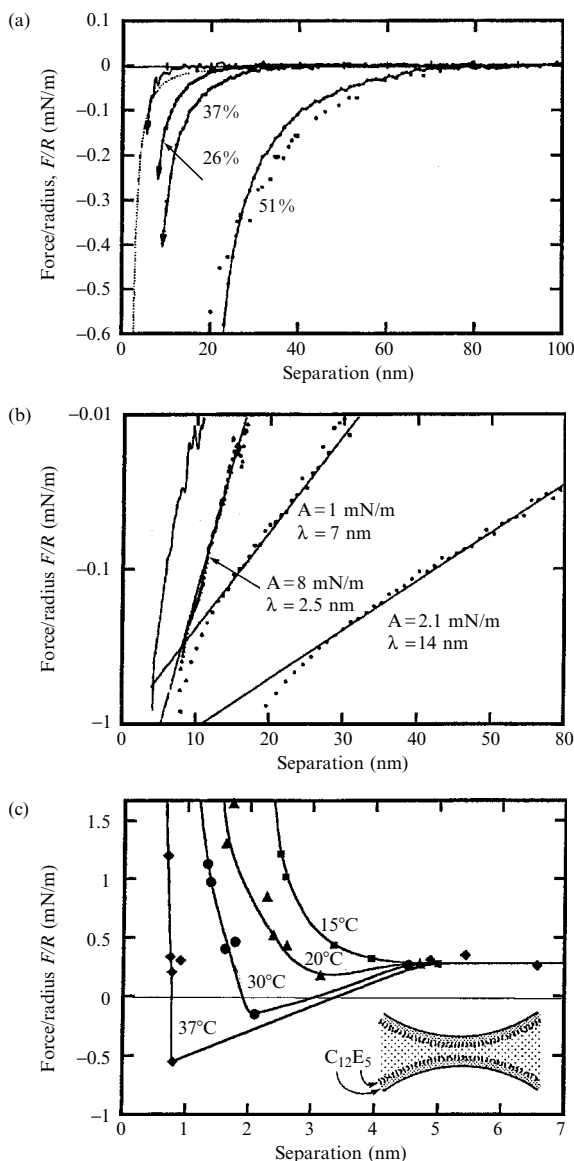 (a)
0
−0.1
−0.2
−0.3
−0.4
−0.5
−0.6
Force/radius, F/R (mN/m)
37%
26%
51%
0 20 40 60 80 100
Separation (nm)
(b)
−0.01
−0.1
−1
Force/radius F/R (mN/m)
A = 1 mN/m
λ = 7 nm
A = 8 mN/m
λ = 2.5 nm
A = 2.1 mN/m
λ = 14 nm
0 10 20 30 40 50 60 80
Separation (nm)
(c)
1.5
1
0.5
0
−0.5
−1
Force/radius F/R (mN/m)
15°C
20°C
30°C
37°C
C₁₂E₅
0 1 2 3 4 5 6 7
Separation (nm)